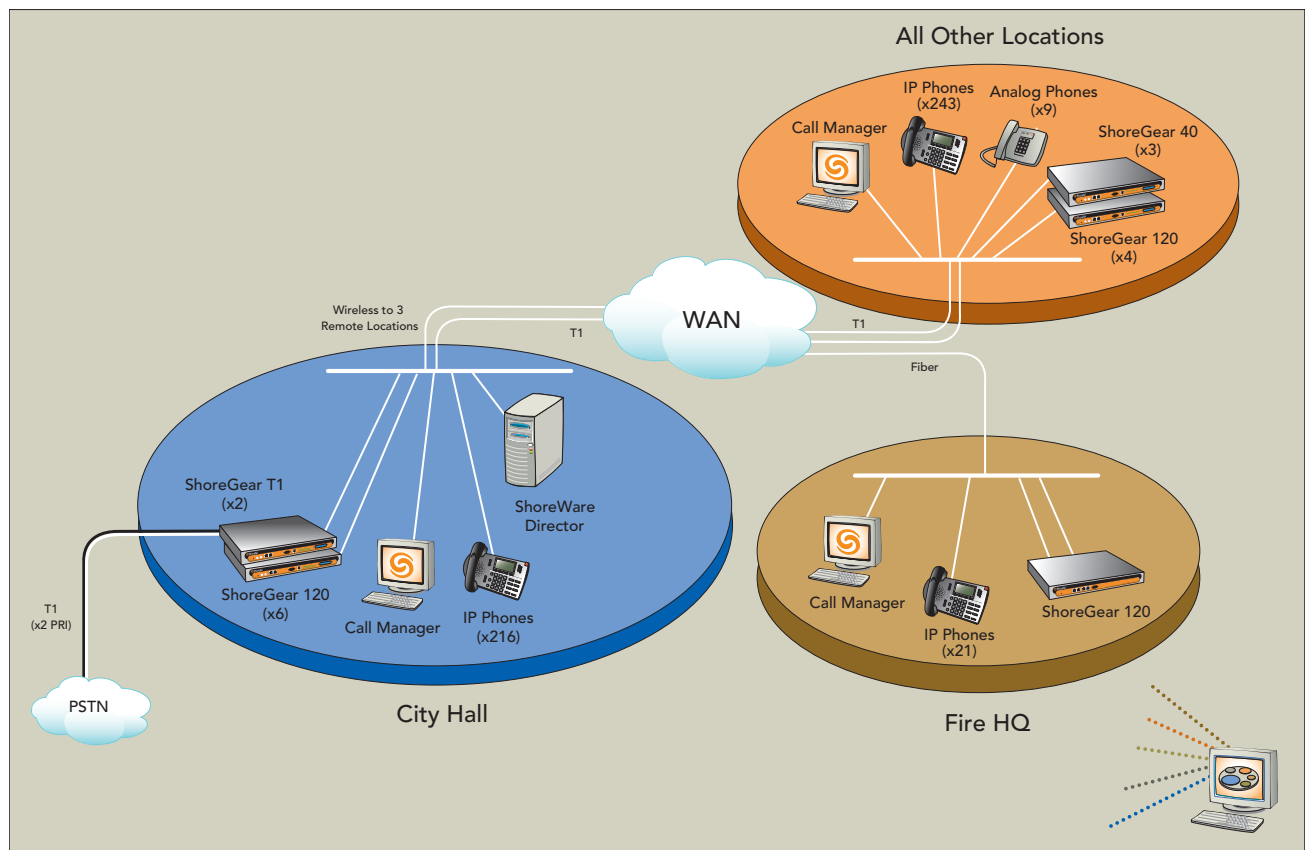 All Other Locations
IP Phones
(x243)
Analog Phones
(x9)
Call Manager
ShoreGear 40
(x3)
ShoreGear 120
(x4)
Wireless to 3
Remote Locations
T1
WAN
T1
Fiber
ShoreGear T1
(x2)
ShoreWare
Director
ShoreGear 120
(x6)
Call Manager
IP Phones
(x216)
T1
(x2 PRI)
PSTN
City Hall
Call Manager
IP Phones
(x21)
ShoreGear 120
Fire HQ